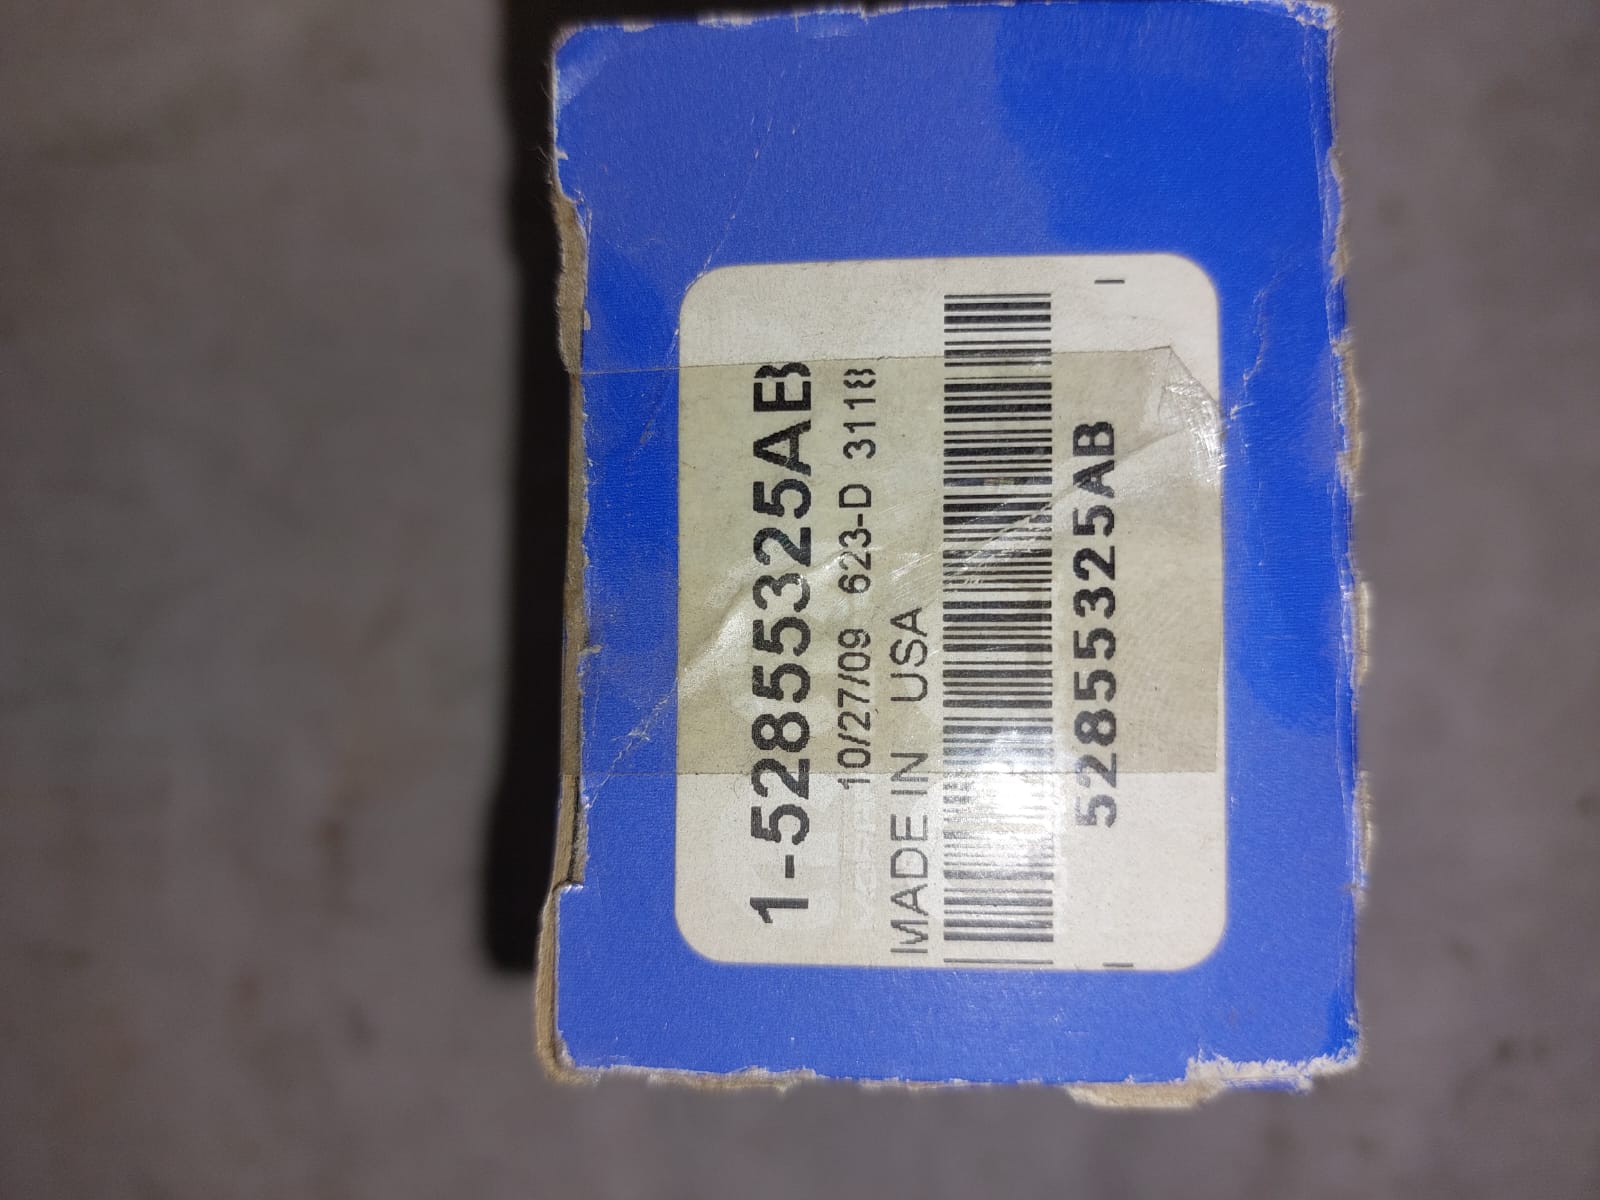 1-52855325AB
10/27/09 623-D 3118
MADE IN USA
52855325AB